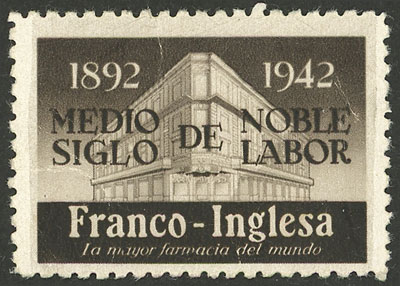 1892 1942
MEDIO DE NOBLE
SIGLO LABOR
Franco-Inglesa
La mayor farmacia del mundo